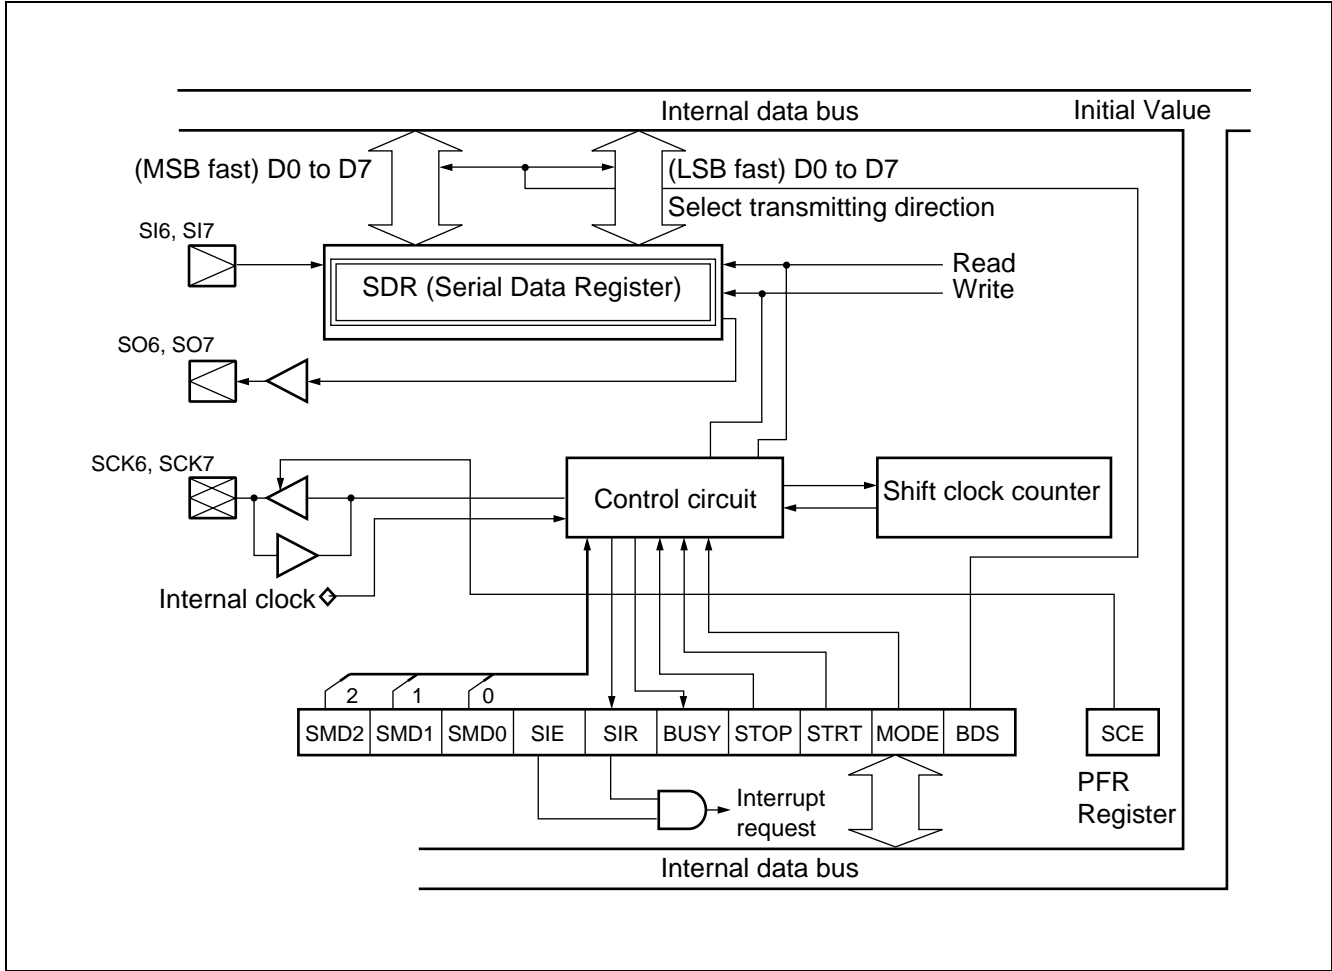 Internal data bus
Initial Value
(MSB fast) D0 to D7
(LSB fast) D0 to D7
Select transmitting direction
SI6, SI7
SDR (Serial Data Register)
Read
Write
SO6, SO7
SCK6, SCK7
Control circuit
Shift clock counter
Internal clock
2
1
0
SMD2 SMD1 SMD0 SIE SIR BUSY STOP STRT MODE BDS
SCE
PFR
Register
Interrupt
request
Internal data bus